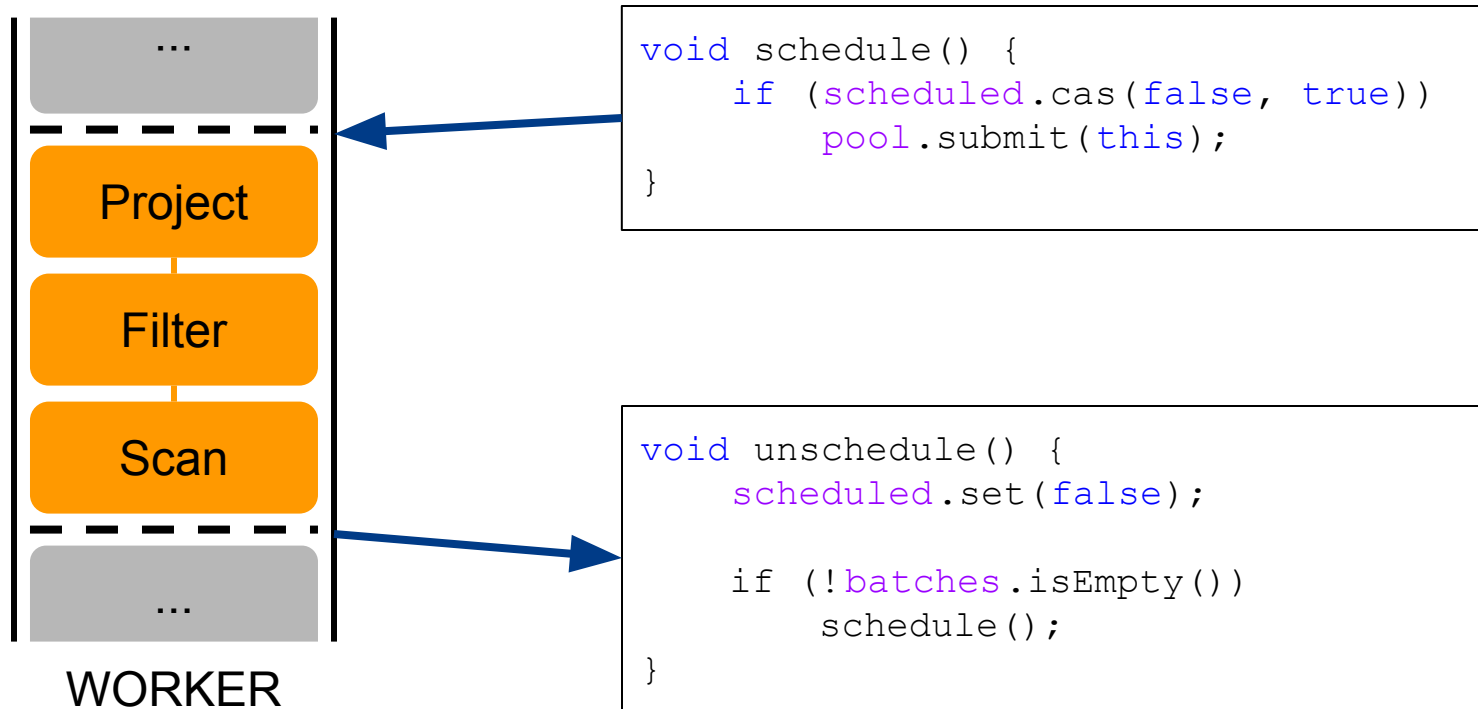 ...
Project
Filter
Scan
...
WORKER
void schedule() {
    if (scheduled.cas(false, true))
        pool.submit(this);
}
void unschedule() {
    scheduled.set(false);

    if (!batches.isEmpty())
        schedule();
}